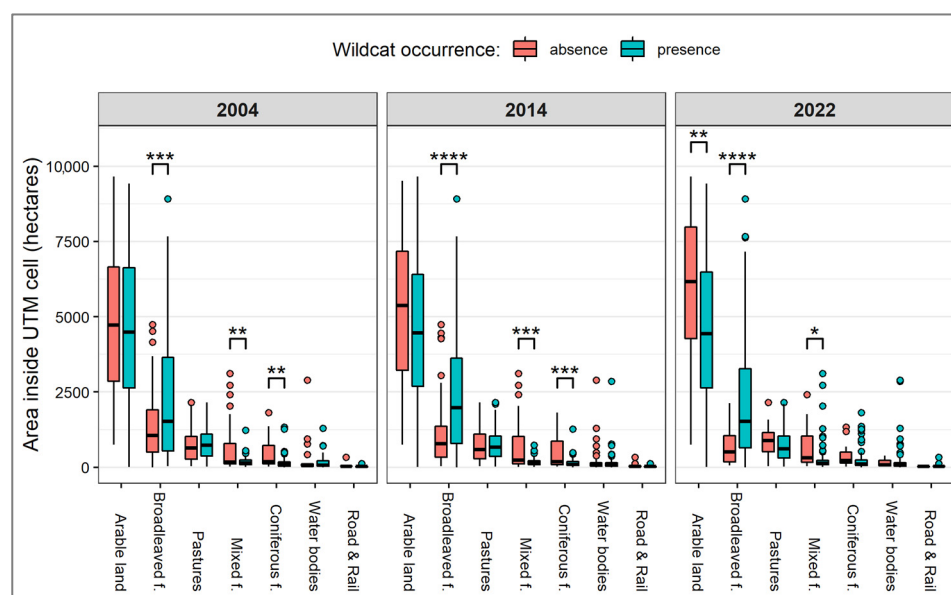 Wildcat occurrence: absence presence
2004 2014 2022
Area inside UTM cell (hectares)
10,000
7500
5000
2500
0
***
**
**
****
***
***
**
****
*
Arable land
Broadleaved f.
Pastures
Mixed f.
Coniferous f.
Water bodies
Road & Rail
Arable land
Broadleaved f.
Pastures
Mixed f.
Coniferous f.
Water bodies
Road & Rail
Arable land
Broadleaved f.
Pastures
Mixed f.
Coniferous f.
Water bodies
Road & Rail